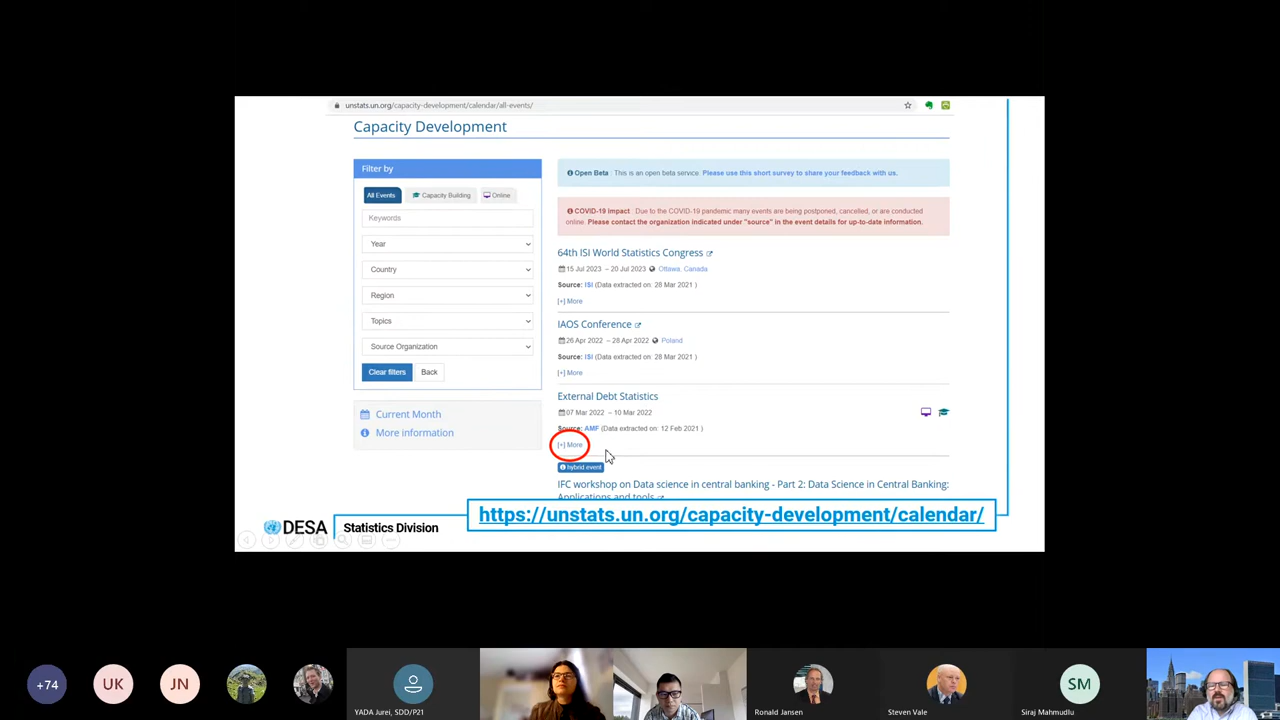 unstats.un.org/capacity-development/calendar/all-events/
Capacity Development
Filter by
All Events
Capacity Building
Online
Keywords
Year
Country
Region
Topics
Source Organization
Clear filters
Back
Current Month
More information
Open Beta : This is an open beta service. Please use this short survey to share your feedback with us.
COVID-19 impact : Due to the COVID-19 pandemic many events are being postponed, cancelled, or are conducted
online. Please contact the organization indicated under "source" in the event details for up-to-date information.
64th ISI World Statistics Congress
15 Jul 2023 – 20 Jul 2023 Ottawa, Canada
Source: ISI (Data extracted on: 28 Mar 2021 )
[+] More
IAOS Conference
26 Apr 2022 – 28 Apr 2022 Poland
Source: ISI (Data extracted on: 28 Mar 2021 )
[+] More
External Debt Statistics
07 Mar 2022 – 10 Mar 2022
Source: AMF (Data extracted on: 12 Feb 2021 )
[+] More
hybrid event
IFC workshop on Data science in central banking - Part 2: Data Science in Central Banking:
Applications and tools
https://unstats.un.org/capacity-development/calendar/
DESA
Statistics Division
+74
UK
JN
YADA Jurei, SDD/P21
Ronald Jansen
Steven Vale
SM
Siraj Mahmudlu